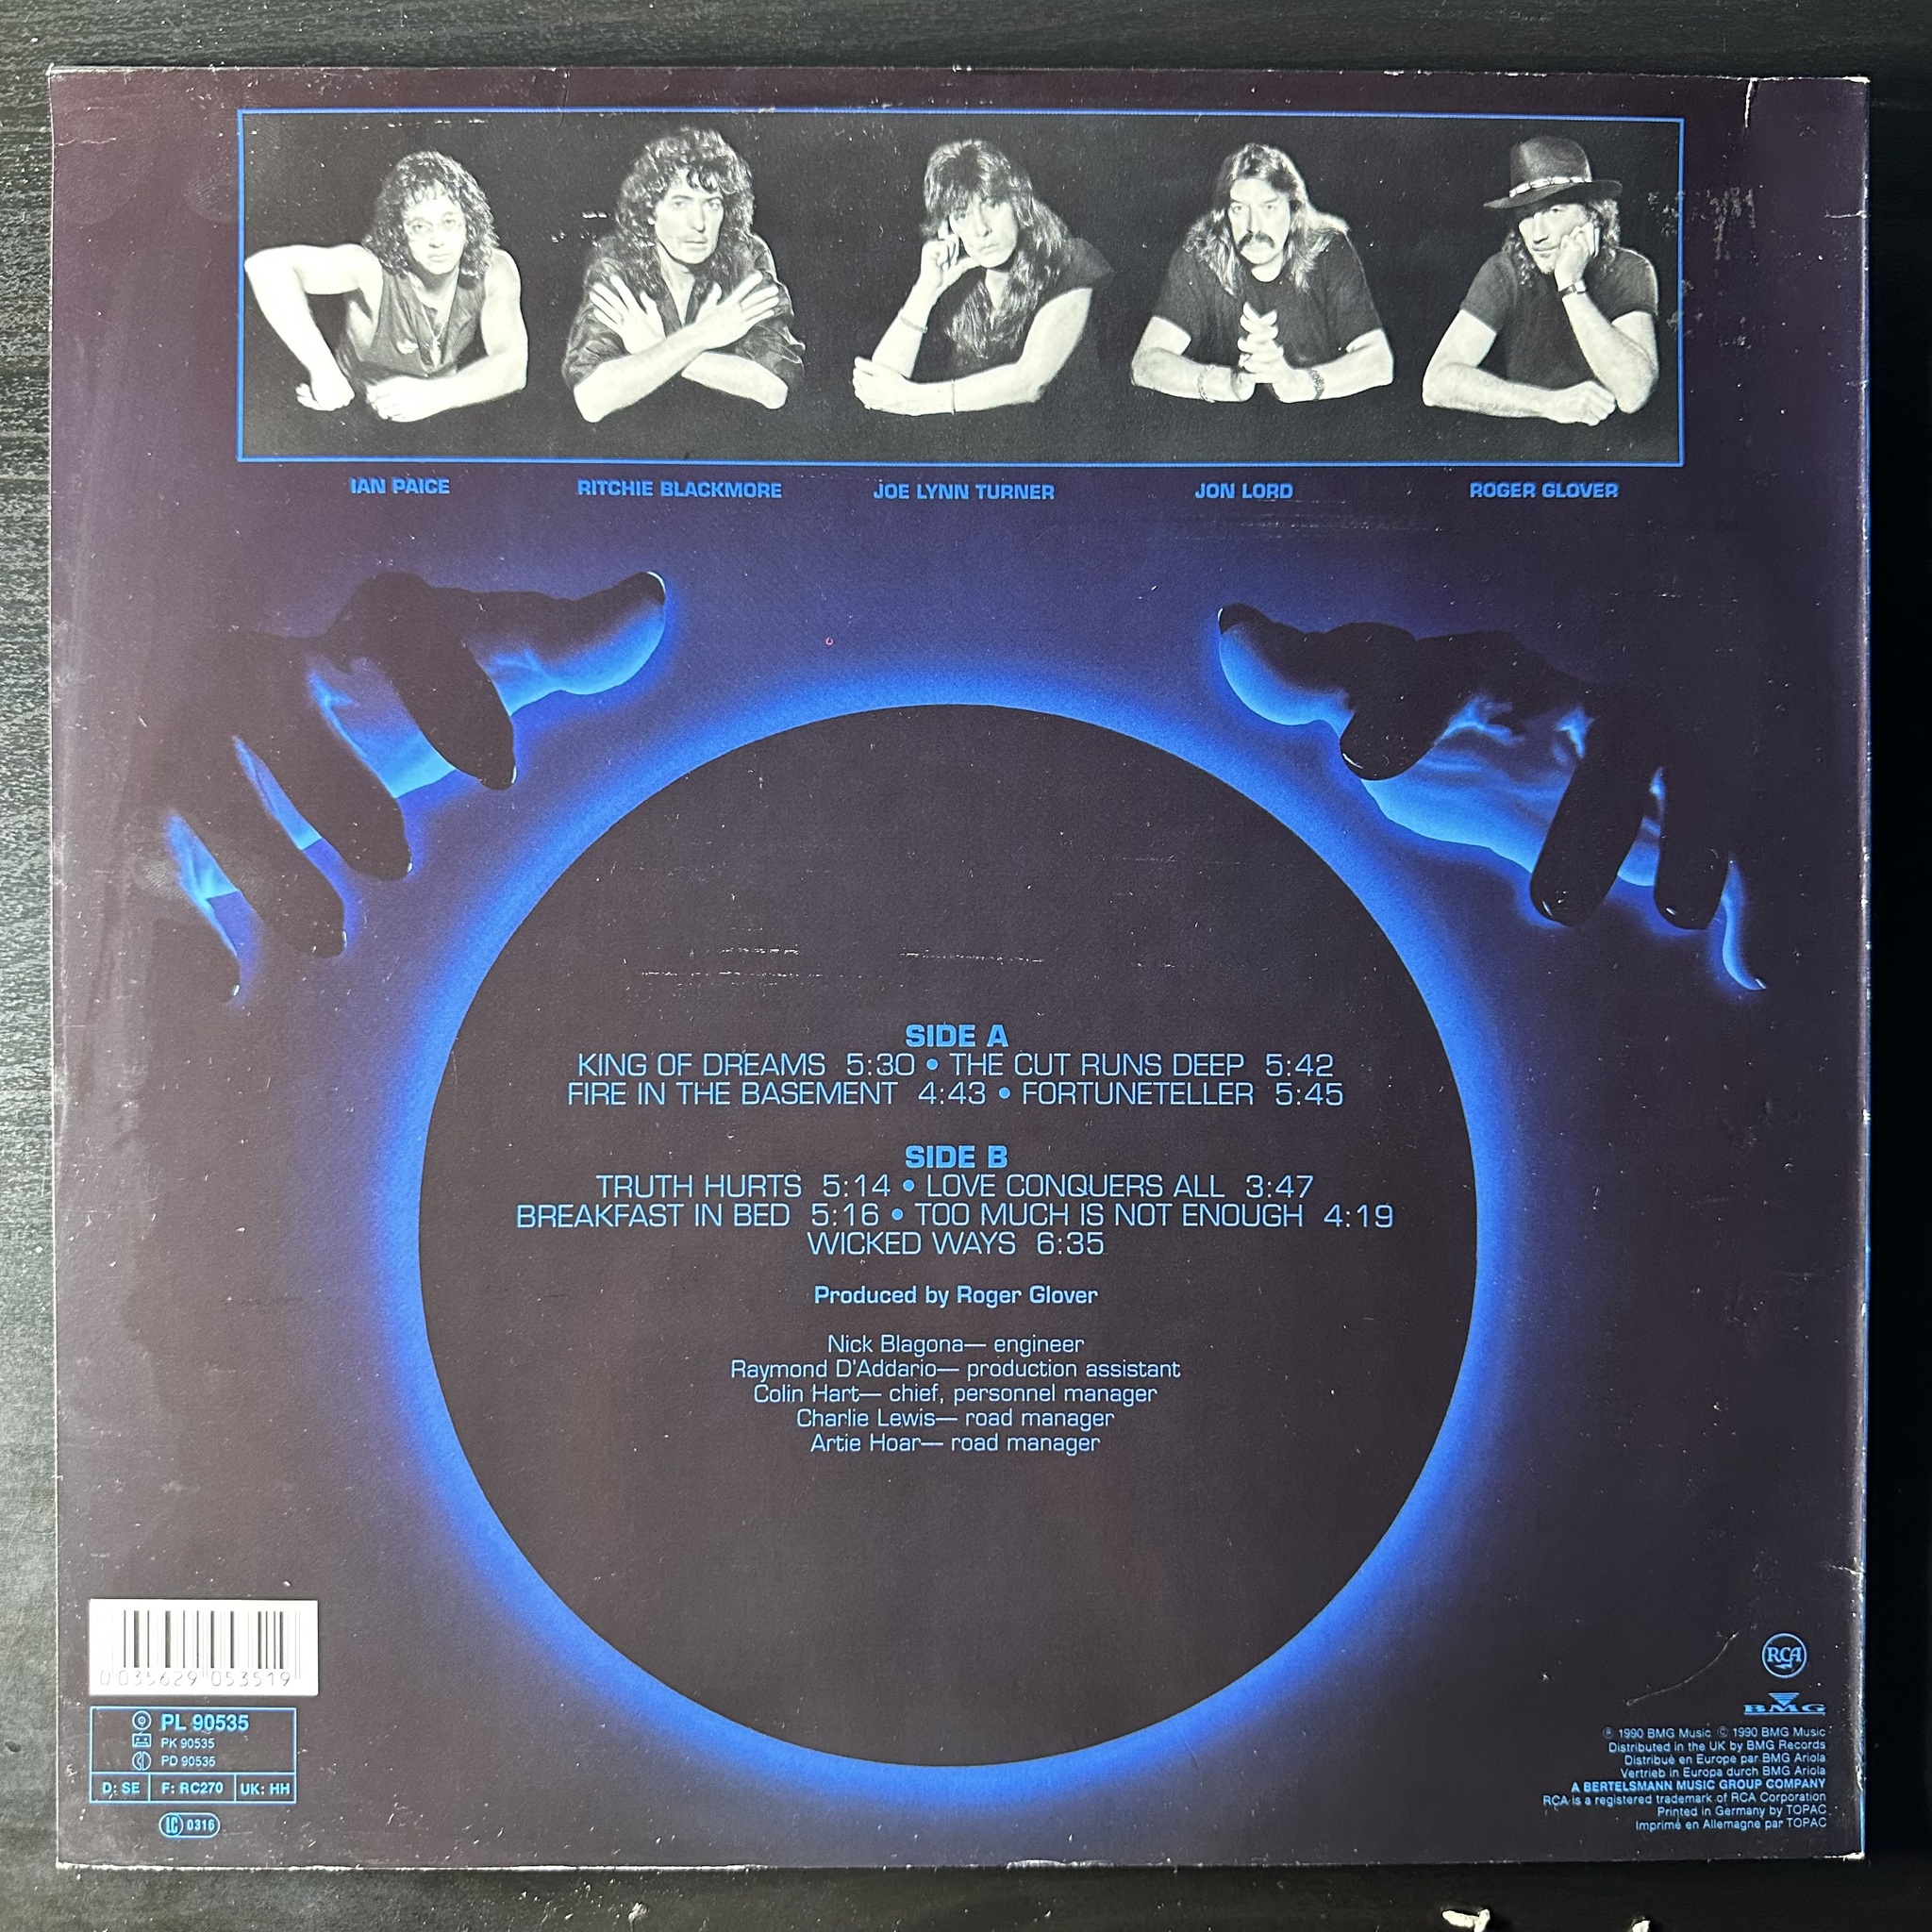 IAN PAICE RITCHIE BLACKMORE JOE LYNN TURNER JON LORD ROGER GLOVER
SIDE A
KING OF DREAMS 5:30 • THE CUT RUNS DEEP 5:42
FIRE IN THE BASEMENT 4:43 • FORTUNETELLER 5:45
SIDE B
TRUTH HURTS 5:14 • LOVE CONQUERS ALL 3:47
BREAKFAST IN BED 5:16 • TOO MUCH IS NOT ENOUGH 4:19
WICKED WAYS 6:35
Produced by Roger Glover
Nick Blagona— engineer
Raymond D'Addario— production assistant
Colin Hart— chief, personnel manager
Charlie Lewis— road manager
Artie Hoar— road manager
0 035629 053519
PL 90535
PK 90535
PD 90535
D: SE F: RC270 UK: HH
LC 0316
RCA
BMG
℗ 1990 BMG Music © 1990 BMG Music
Distributed in the UK by BMG Records
Distribué en Europe par BMG Ariola
Vertrieb in Europa durch BMG Ariola
A BERTELSMANN MUSIC GROUP COMPANY
RCA is a registered trademark of RCA Corporation
Printed in Germany by TOPAC
Imprimé en Allemagne par TOPAC